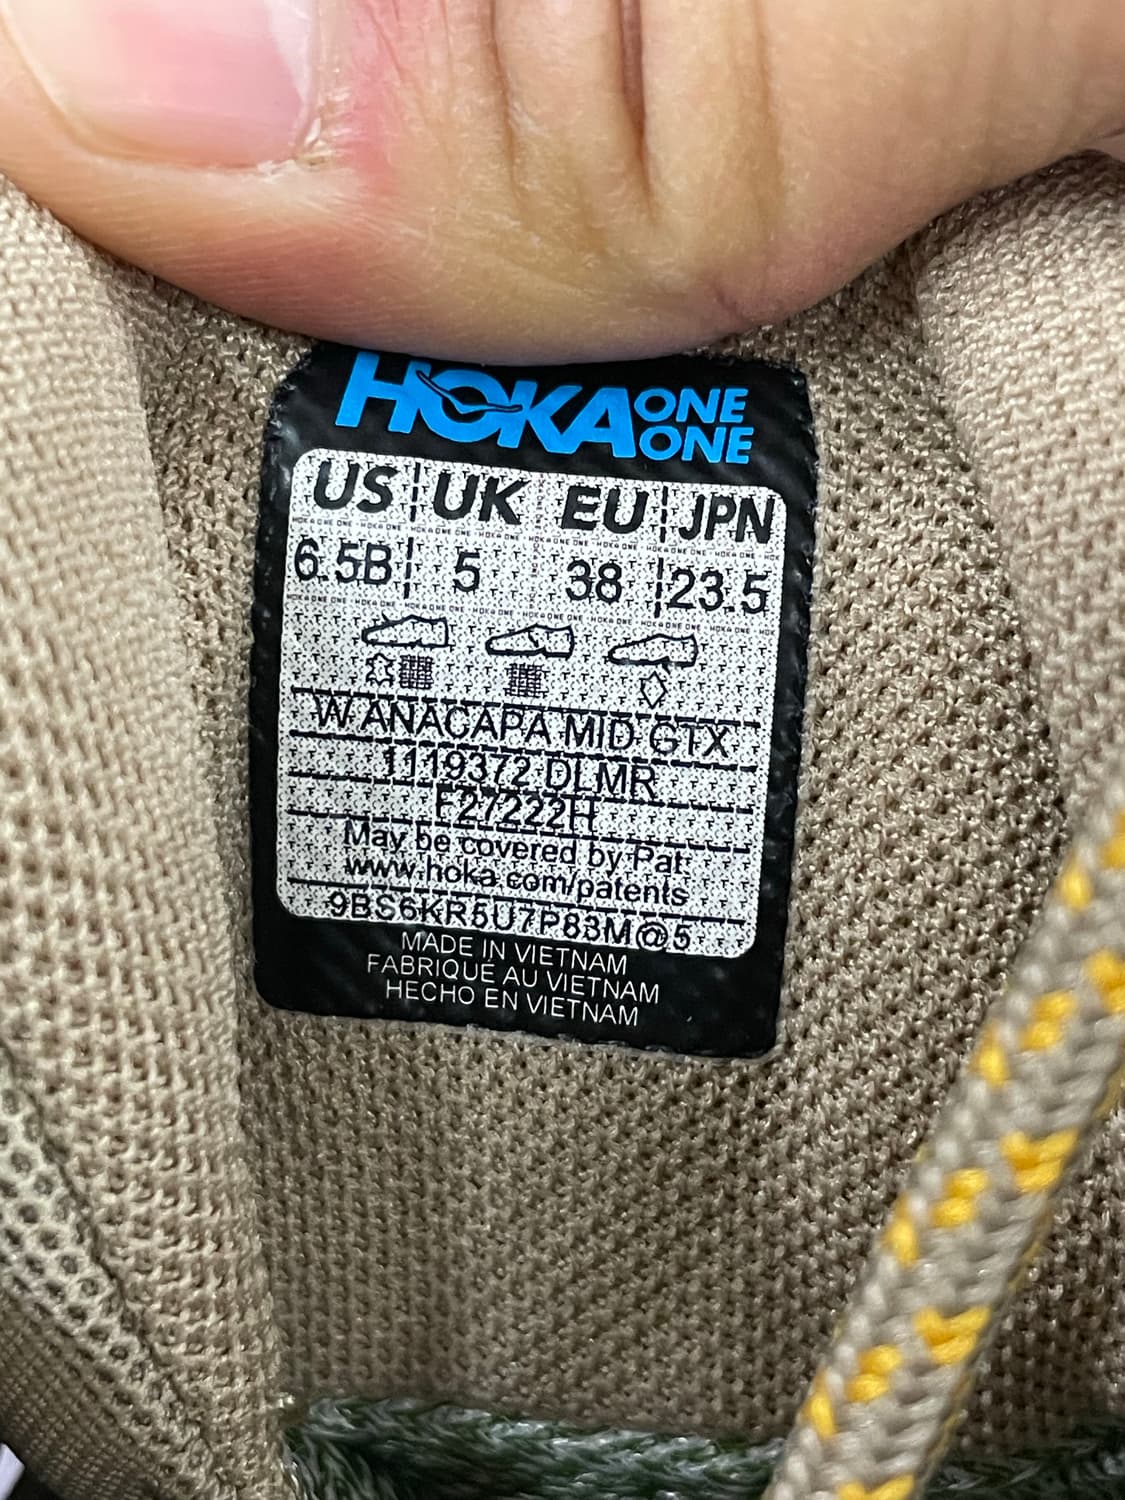 HOKA ONE ONE
US UK EU JPN
6.5B 5 38 23.5
W ANACAPA MID GTX
1119372 DLMR
F27222H
May be covered by Pat.
www.hoka.com/patents
9BS6KR5U7P83M@5
MADE IN VIETNAM
FABRIQUÉ AU VIETNAM
HECHO EN VIETNAM